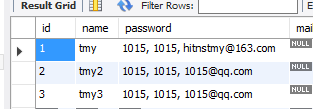 Result Grid Filter Rows:
id name password mai
1 tmy 1015, 1015, hitnstmy@163.com NULL
2 tmy2 1015, 1015, 1015@qq.com NULL
3 tmy3 1015, 1015, 1015@qq.com NULL